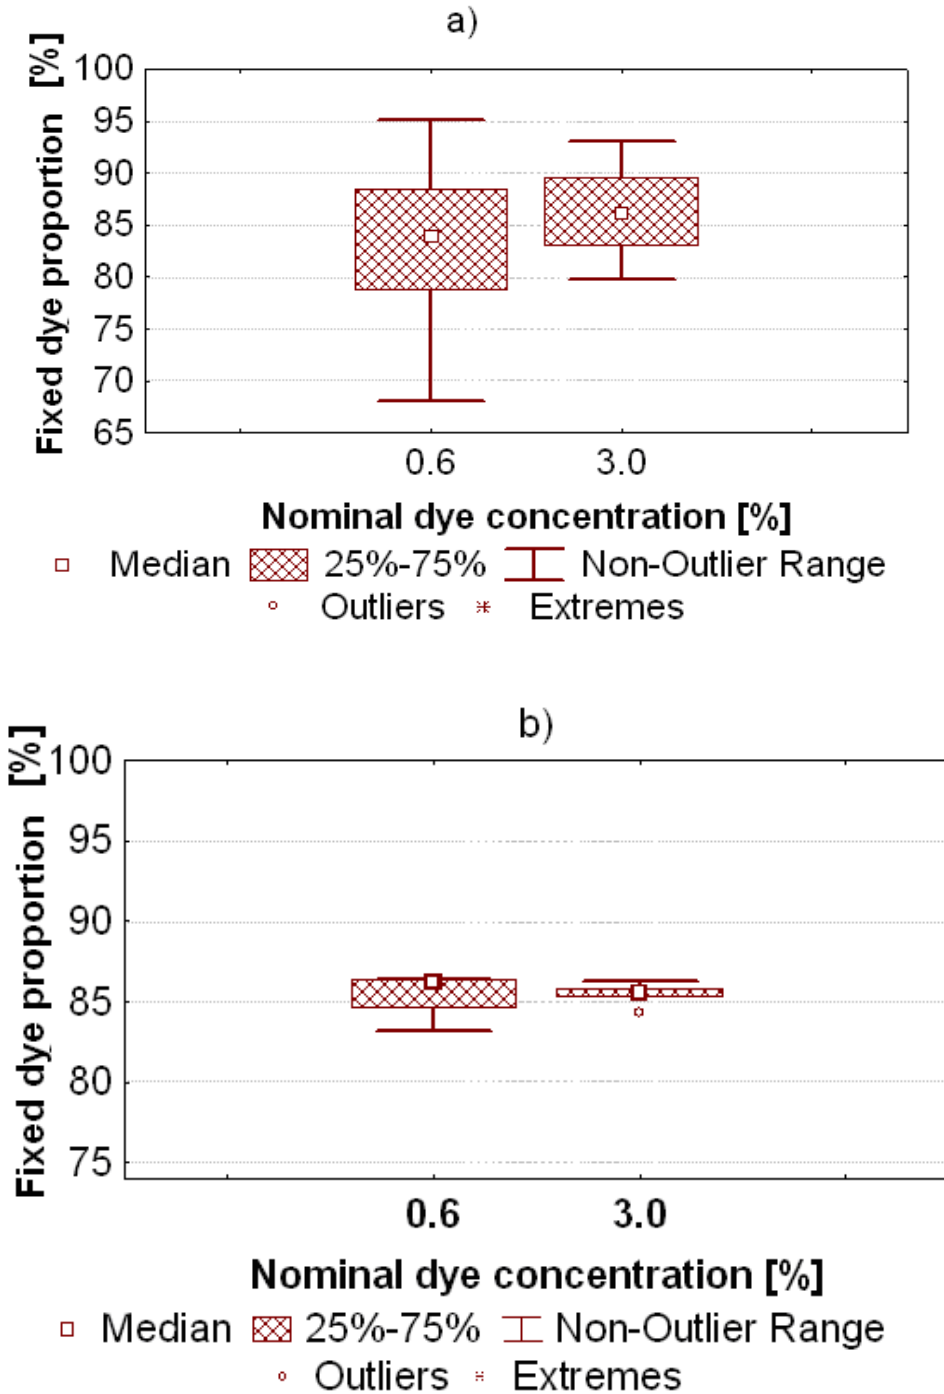 a)
Fixed dye proportion [%]
100
95
90
85
80
75
70
65
0.6 3.0
Nominal dye concentration [%]
Median 25%-75% Non-Outlier Range
Outliers Extremes
b)
Fixed dye proportion [%]
100
95
90
85
80
75
0.6 3.0
Nominal dye concentration [%]
Median 25%-75% Non-Outlier Range
Outliers Extremes